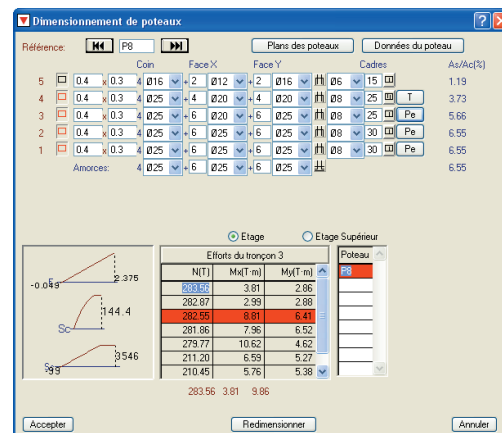 Dimensionnement de poteaux
Référence: P8 Plans des poteaux Données du poteau
Coin Face X Face Y Cadres As/Ac(%)
5 0.4 x 0.3 4 Ø16 + 2 Ø12 + 2 Ø16 Ø6 15 1.19
4 0.4 x 0.3 4 Ø25 + 4 Ø20 + 4 Ø20 Ø8 25 T 3.73
3 0.4 x 0.3 4 Ø25 + 6 Ø20 + 6 Ø25 Ø8 25 Pe 5.66
2 0.4 x 0.3 4 Ø25 + 6 Ø25 + 6 Ø25 Ø8 30 Pe 6.55
1 0.4 x 0.3 4 Ø25 + 6 Ø25 + 6 Ø25 Ø8 30 Pe 6.55
Amorces: 4 Ø25 + 6 Ø25 + 6 Ø25 6.55
Etage Etage Supérieur
Efforts du tronçon 3 Poteau
N(T) Mx(T·m) My(T·m) P8
283.56 3.81 2.86
282.87 2.99 2.88
282.55 8.81 6.41
281.86 7.96 6.52
279.77 10.62 4.62
211.20 6.59 5.27
210.45 5.76 5.38
-0.049 2.375
Sc 144.4
-99 3546
283.56 3.81 9.86
Accepter Redimensionner Annuler